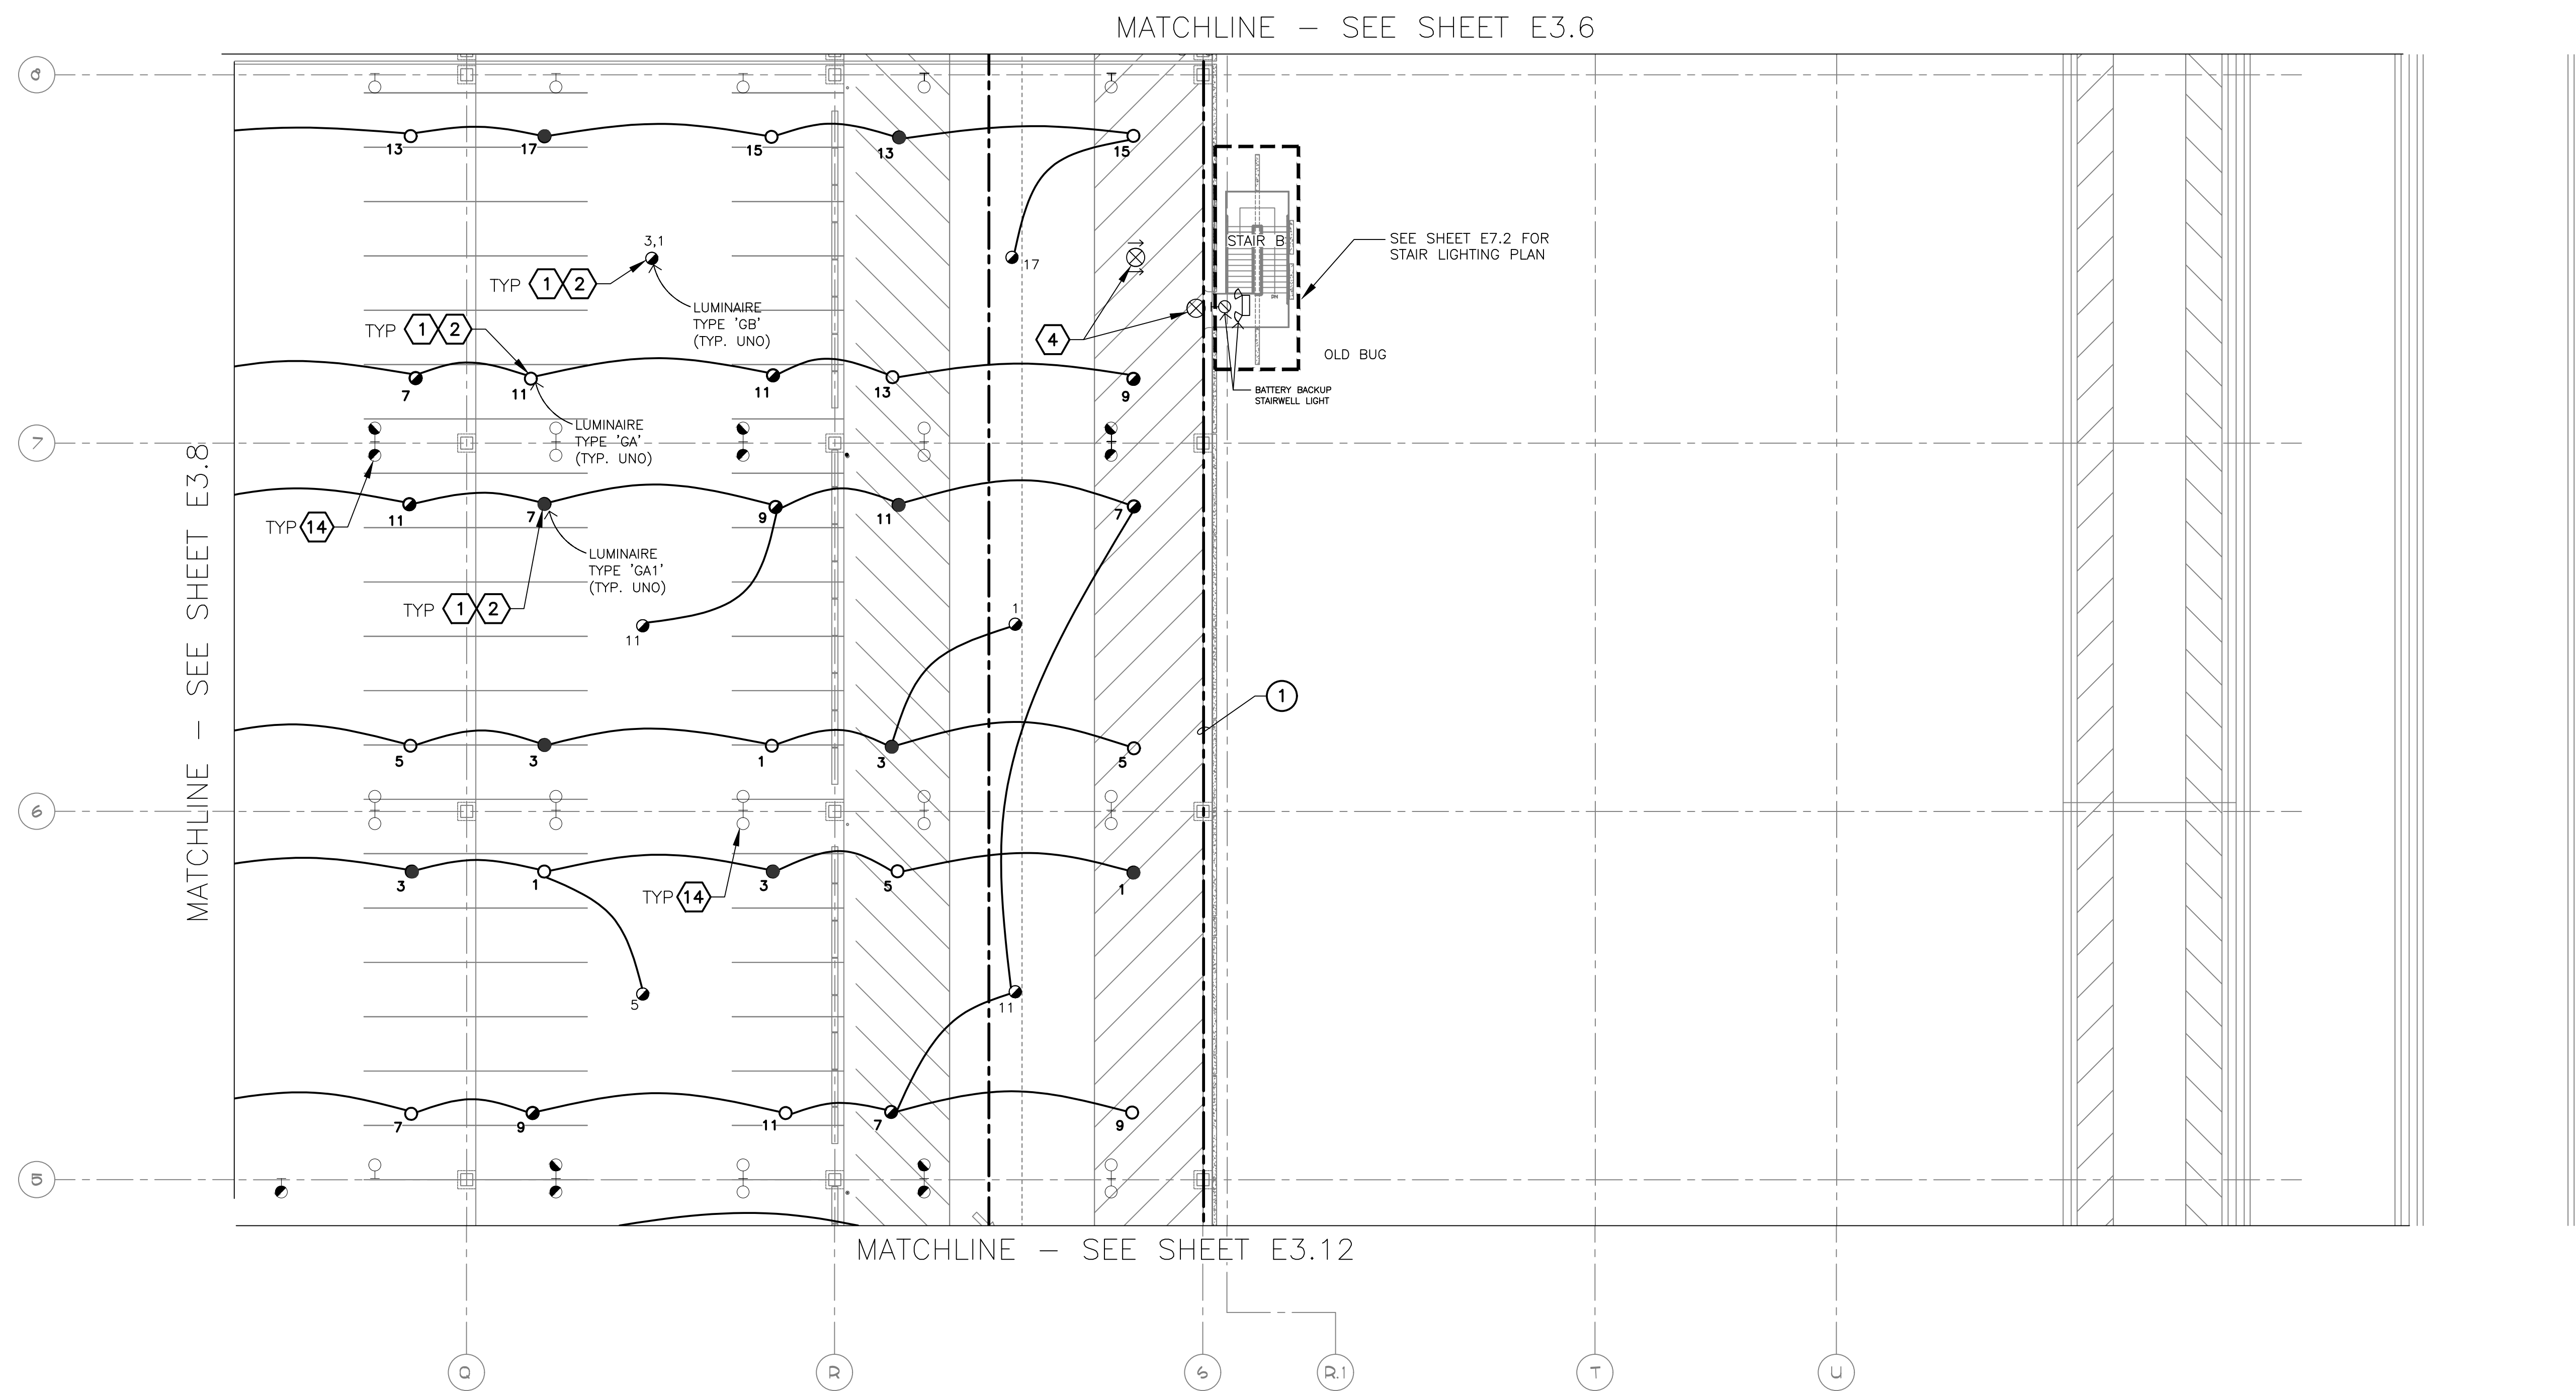 MATCHLINE – SEE SHEET E3.6
8
13
17
15
13
15
3,1
17
TYP 1 2
STAIR B
SEE SHEET E7.2 FOR
STAIR LIGHTING PLAN
LUMINAIRE
TYPE 'GB'
(TYP. UNO)
DN
TYP 1 2
4
OLD BUG
7
11
11
13
9
BATTERY BACKUP
STAIRWELL LIGHT
LUMINAIRE
TYPE 'GA'
(TYP. UNO)
7
MATCHLINE – SEE SHEET E3.8
TYP 14
11
7
9
11
7
LUMINAIRE
TYPE 'GA1'
(TYP. UNO)
TYP 1 2
11
1
1
5
3
1
3
5
6
3
1
3
5
1
TYP 14
5
11
7
9
11
7
9
5
MATCHLINE – SEE SHEET E3.12
Q
R
S
R.1
T
U